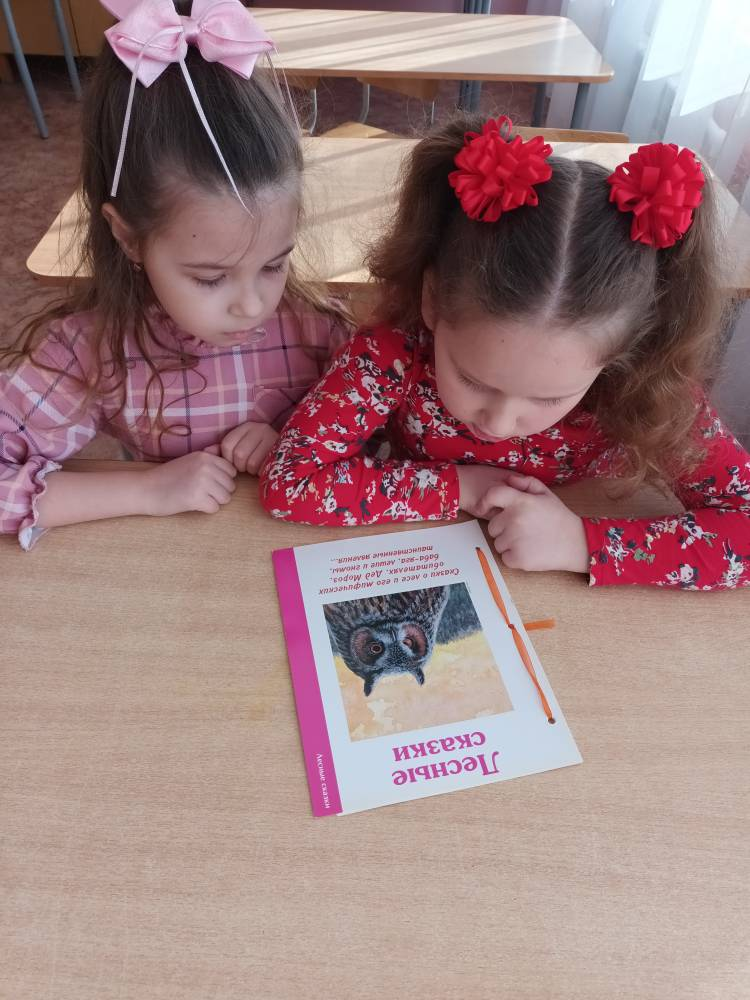 Лесные
сказки
Сказки о лесе и его мифических
обитателях. Дед Мороз,
баба-яга, лешие и гномы,
таинственные явления...
Лесные сказки